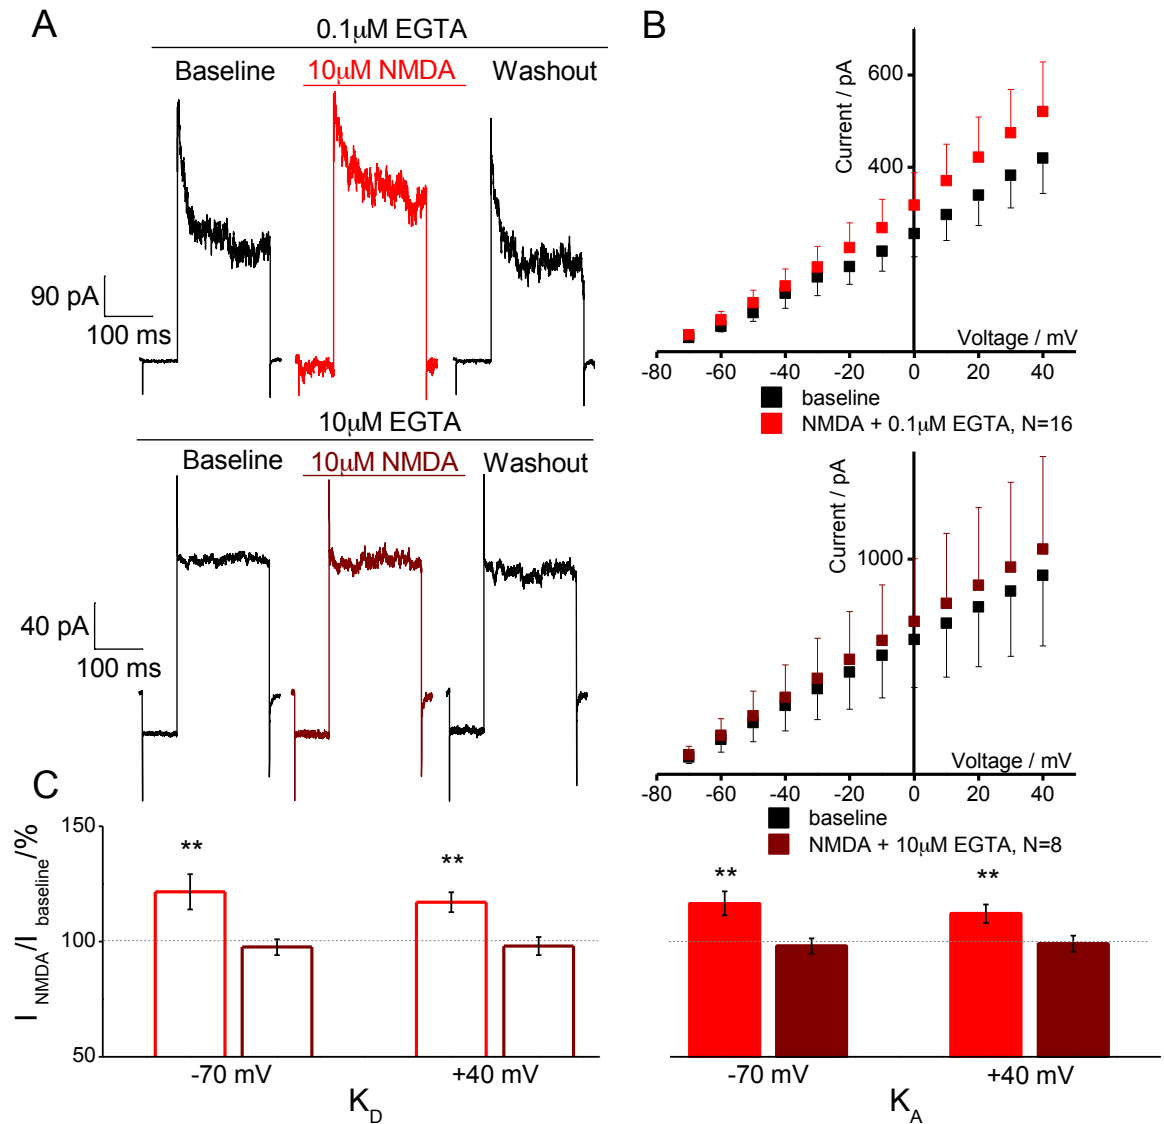 A
0.1μM EGTA
Baseline
10μM NMDA
Washout
90 pA
100 ms
10μM EGTA
Baseline
10μM NMDA
Washout
40 pA
100 ms
B
Current / pA
600
400
Voltage / mV
-80 -60 -40 -20 0 20 40
baseline
NMDA + 0.1μM EGTA, N=16
Current / pA
1000
Voltage / mV
-80 -60 -40 -20 0 20 40
baseline
NMDA + 10μM EGTA, N=8
C
I NMDA/I baseline/%
150
100
50
** **
-70 mV +40 mV
KD
** **
-70 mV +40 mV
KA